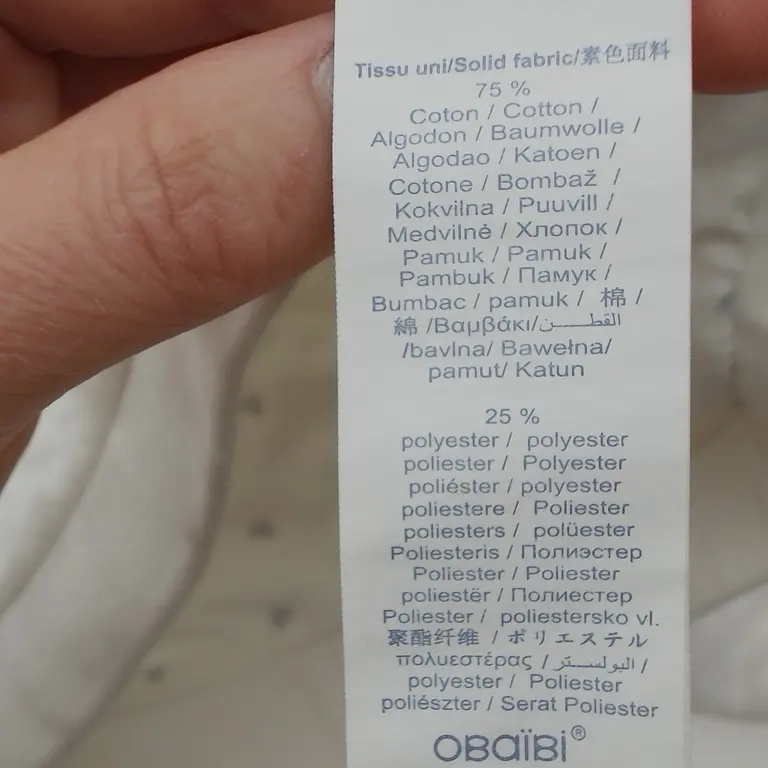 Tissu uni/Solid fabric/素色面料
75 %
Coton / Cotton /
Algodon / Baumwolle /
Algodao / Katoen /
Cotone / Bombaž /
Kokvilna / Puuvill /
Medvilnė / Хлопок /
Pamuk / Pamuk /
Pambuk / Памук /
Bumbac / pamuk / 棉 /
綿 /Βαμβάκι/القطــــن
/bavlna/ Bawełna/
pamut/ Katun
25 %
polyester / polyester
poliester / Polyester
poliéster / polyester
poliestere / Poliester
poliesters / polüester
Poliesteris / Полиэстер
Poliester / Poliester
poliestër / Полиестер
Poliester / poliestersko vl.
聚酯纤维 / ポリエステル
πολυεστέρας / البولســـتر /
polyester / Poliester
poliészter / Serat Poliester
OBAÏBI®